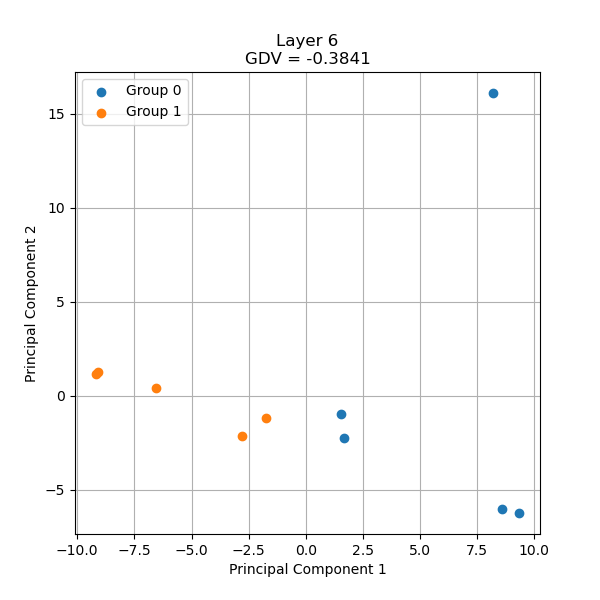 Layer 6
GDV = -0.3841
Group 0
Group 1
15
10
5
0
−5
Principal Component 2
−10.0 −7.5 −5.0 −2.5 0.0 2.5 5.0 7.5 10.0
Principal Component 1